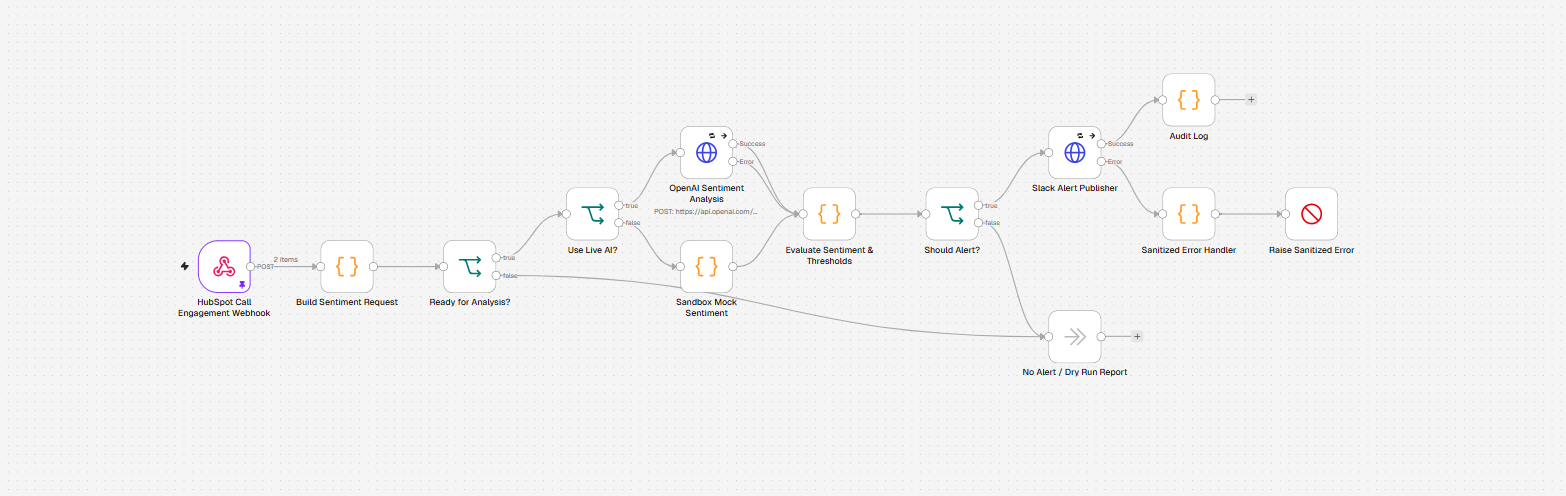 Audit Log
Success
Error
OpenAI Sentiment
Analysis
POST: https://api.openai.com/...
Success
Error
Slack Alert Publisher
true
false
Use Live AI?
Evaluate Sentiment &
Thresholds
true
false
Should Alert?
Sanitized Error Handler
Raise Sanitized Error
POST
2 items
HubSpot Call
Engagement Webhook
Build Sentiment Request
true
false
Ready for Analysis?
Sandbox Mock
Sentiment
No Alert / Dry Run Report